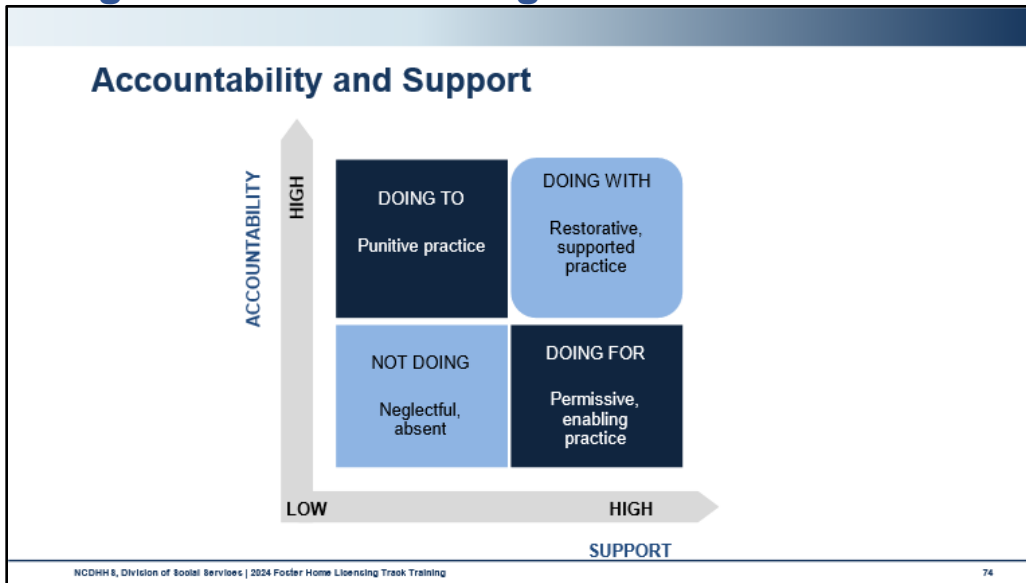 Accountability and Support
ACCOUNTABILITY
HIGH
DOING TO
Punitive practice
DOING WITH
Restorative,
supported
practice
NOT DOING
Neglectful,
absent
DOING FOR
Permissive,
enabling
practice
LOW
HIGH
SUPPORT
NCDHHS, Division of Social Services | 2024 Foster Home Licensing Track Training
74